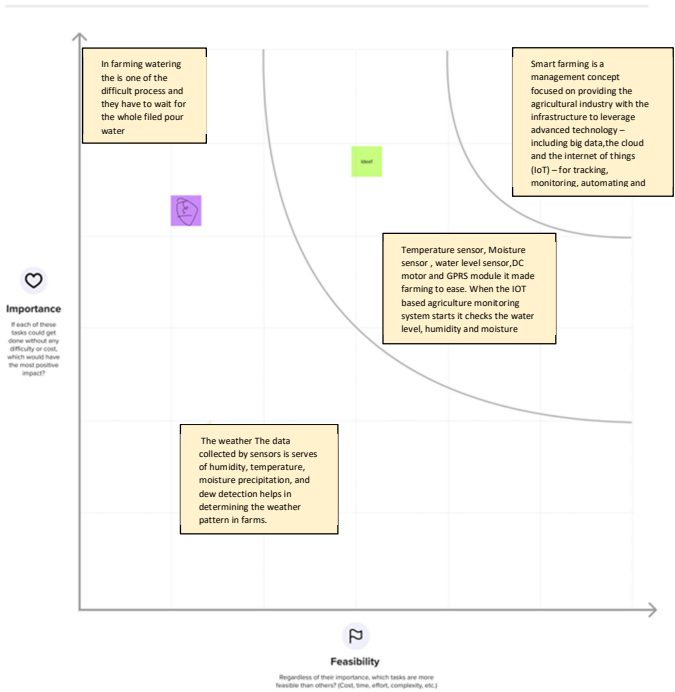 In farming watering
the is one of the
difficult process and
they have to wait for
the whole filed pour
water
Smart farming is a
management concept
focused on providing the
agricultural industry with the
infrastructure to leverage
advanced technology –
including big data,the cloud
and the internet of things
(IoT) – for tracking,
monitoring, automating and
Temperature sensor, Moisture
sensor , water level sensor,DC
motor and GPRS module it made
farming to ease. When the IOT
based agriculture monitoring
system starts it checks the water
level, humidity and moisture
Importance
If each of these
tasks could get
done without any
difficulty or cost,
which would have
the most positive
impact?
The weather The data
collected by sensors is serves
of humidity, temperature,
moisture precipitation, and
dew detection helps in
determining the weather
pattern in farms.
Feasibility
Regardless of their importance, which tasks are more
feasible than others? (Cost, time, effort, complexity, etc.)